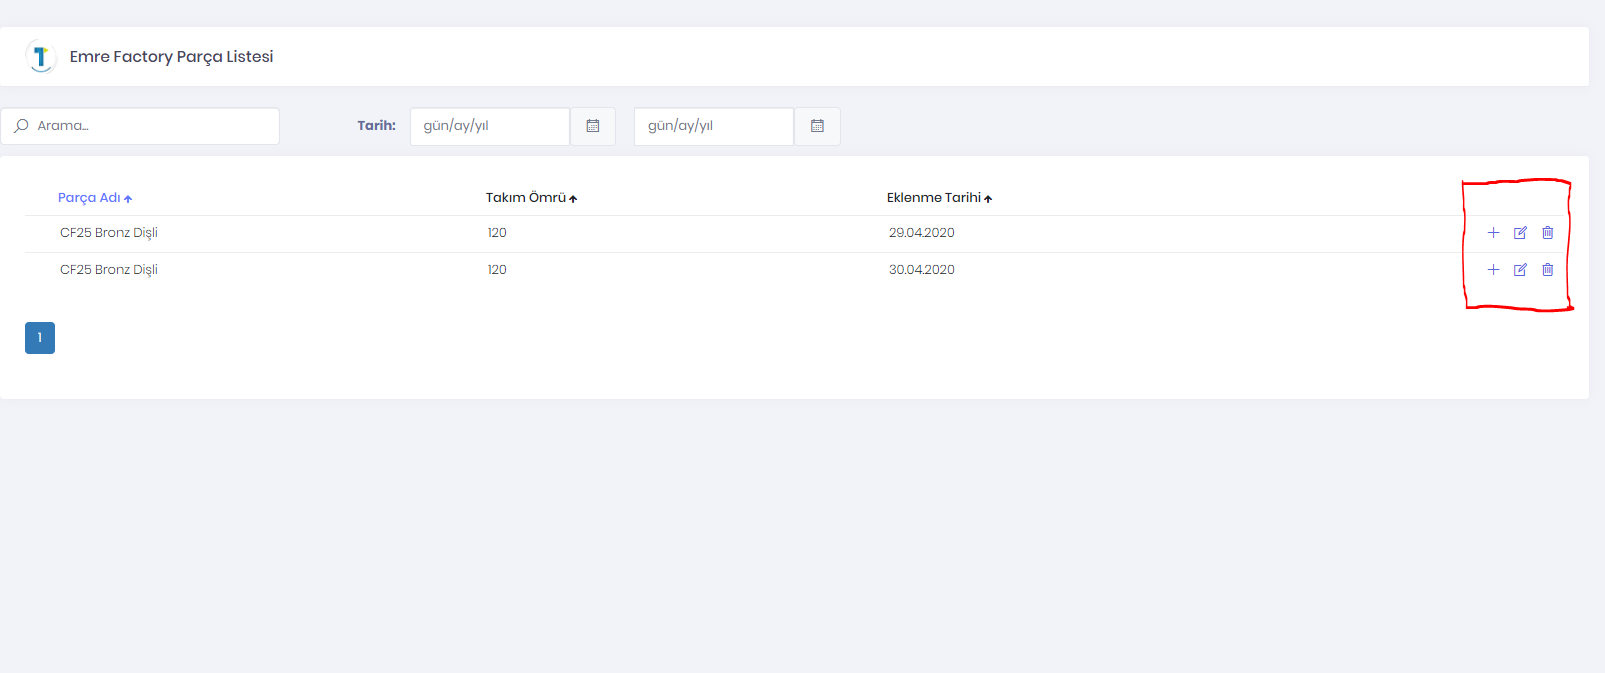 Emre Factory Parça Listesi
Arama...
Tarih: gün/ay/yıl gün/ay/yıl
Parça Adı Takım Ömrü Eklenme Tarihi
CF25 Bronz Dişli 120 29.04.2020
CF25 Bronz Dişli 120 30.04.2020
1